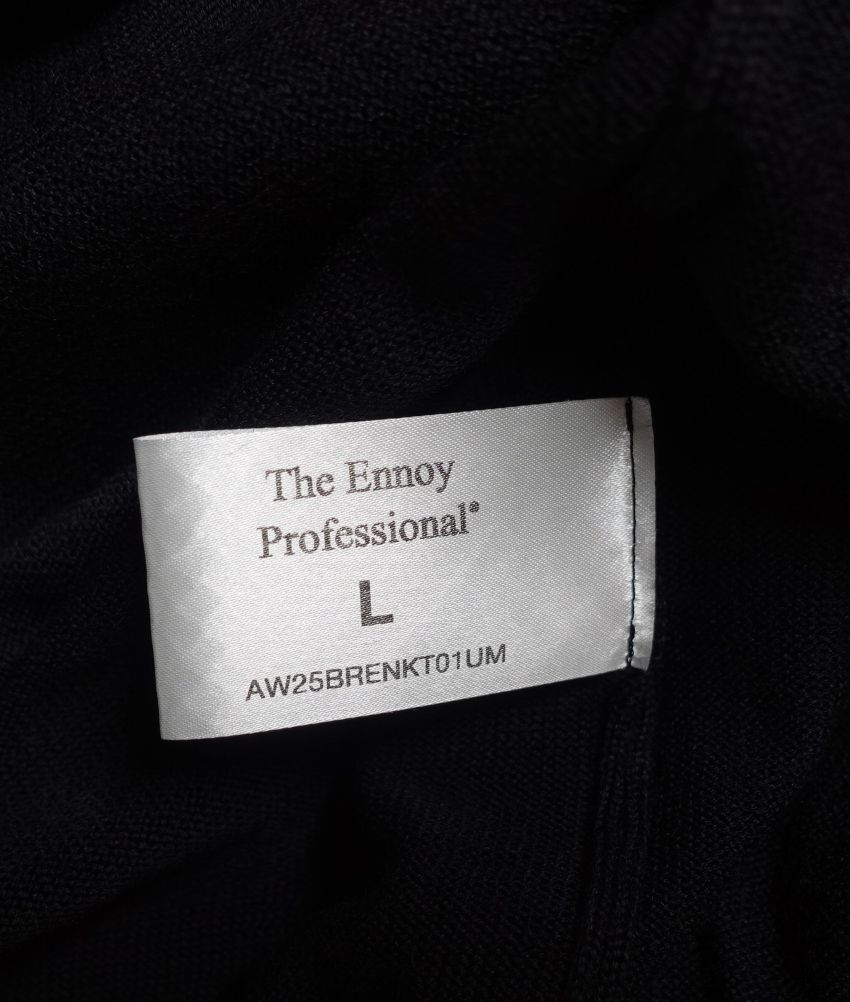 The Ennoy
Professional®
L
AW25BRENKT01UM